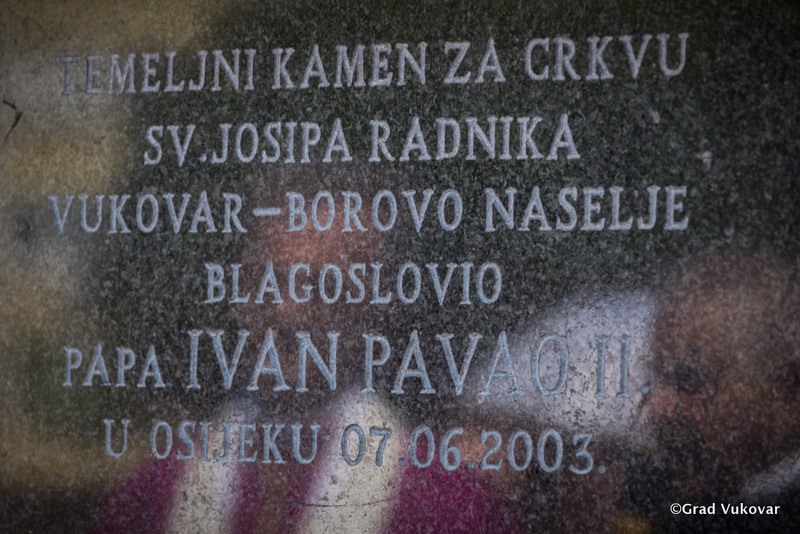 TEMELJNI KAMEN ZA CRKVU
SV.JOSIPA RADNIKA
VUKOVAR-BOROVO NASELJE
BLAGOSLOVIO
PAPA IVAN PAVAO II.
U OSIJEKU 07.06.2003.
©Grad Vukovar